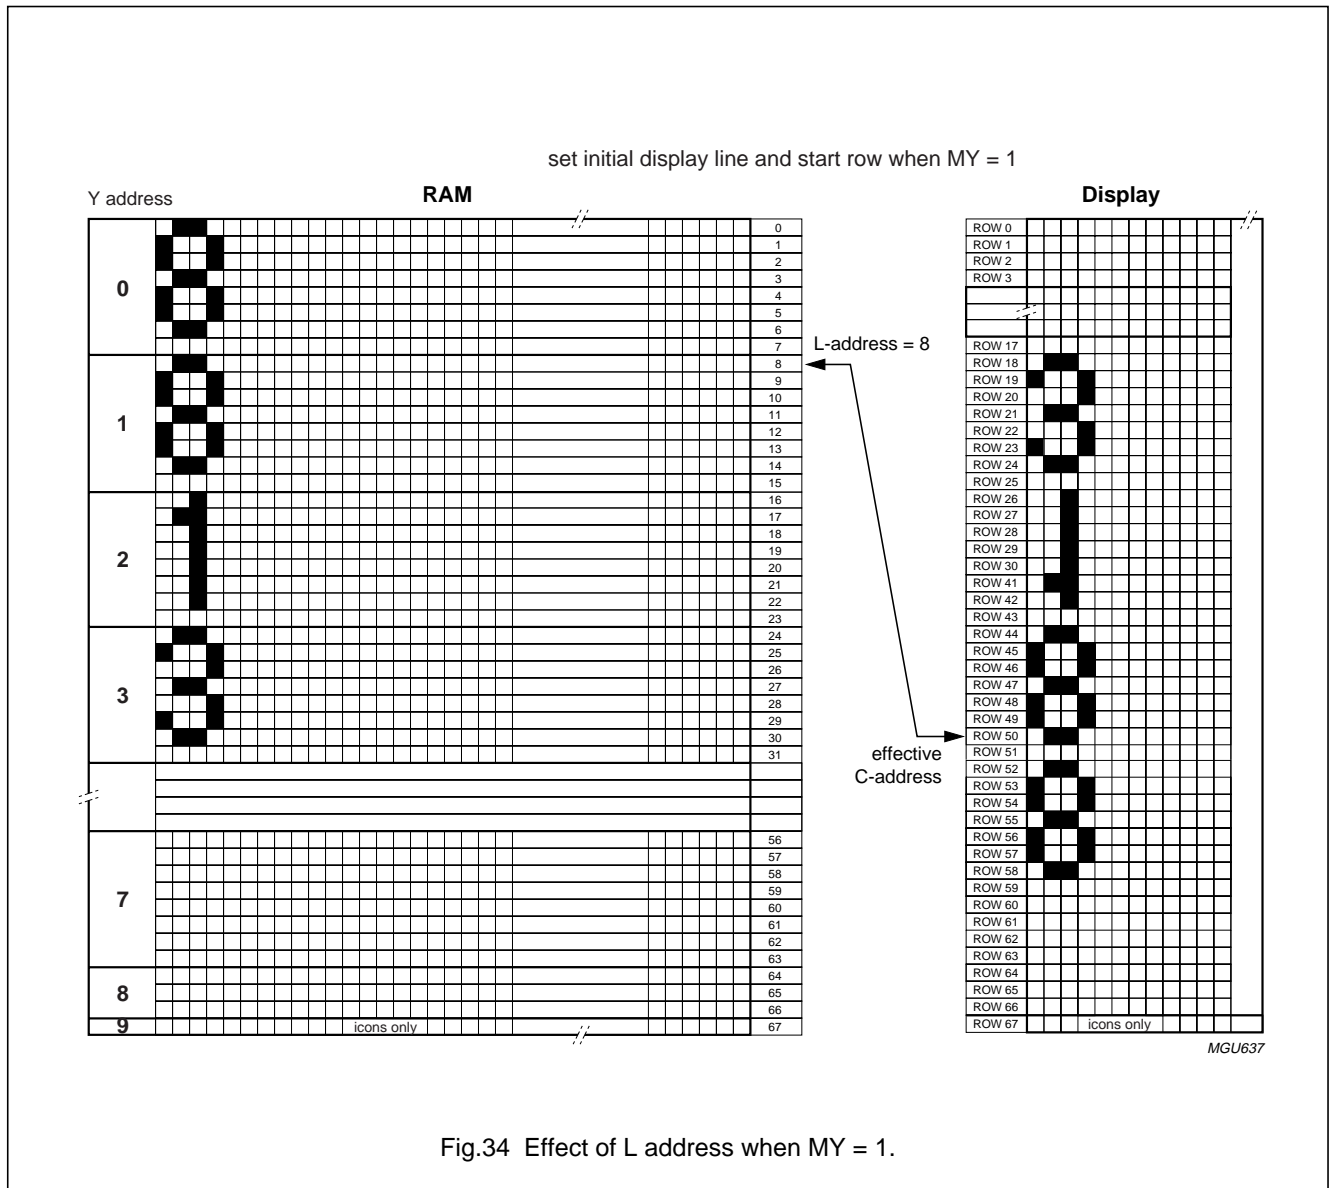 set initial display line and start row when MY = 1
Y address
RAM
Display
0
1
2
3
7
8
9
0
1
2
3
4
5
6
7
8
9
10
11
12
13
14
15
16
17
18
19
20
21
22
23
24
25
26
27
28
29
30
31
56
57
58
59
60
61
62
63
64
65
66
67
icons only
L-address = 8
effective
C-address
ROW 0
ROW 1
ROW 2
ROW 3
ROW 17
ROW 18
ROW 19
ROW 20
ROW 21
ROW 22
ROW 23
ROW 24
ROW 25
ROW 26
ROW 27
ROW 28
ROW 29
ROW 30
ROW 41
ROW 42
ROW 43
ROW 44
ROW 45
ROW 46
ROW 47
ROW 48
ROW 49
ROW 50
ROW 51
ROW 52
ROW 53
ROW 54
ROW 55
ROW 56
ROW 57
ROW 58
ROW 59
ROW 60
ROW 61
ROW 62
ROW 63
ROW 64
ROW 65
ROW 66
ROW 67
icons only
MGU637
Fig.34 Effect of L address when MY = 1.